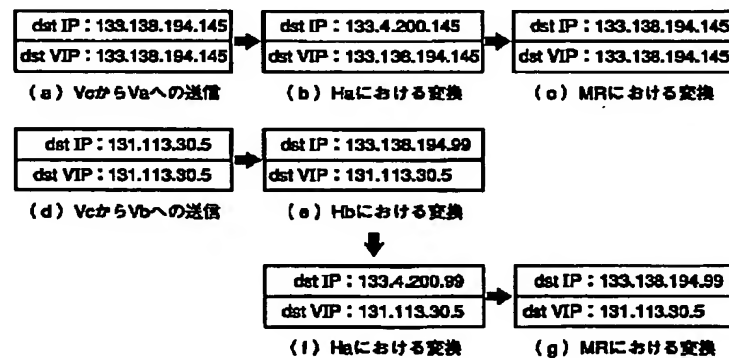 dst IP：133.138.194.145
dst VIP：133.138.194.145
(a) VcからVaへの送信
dst IP：133.4.200.145
dst VIP：133.138.194.145
(b) Haにおける変換
dst IP：133.138.194.145
dst VIP：133.138.194.145
(c) MRにおける変換
dst IP：131.113.30.5
dst VIP：131.113.30.5
(d) VcからVbへの送信
dst IP：133.138.194.99
dst VIP：131.113.30.5
(e) Hbにおける変換
dst IP：133.4.200.99
dst VIP：131.113.30.5
(f) Haにおける変換
dst IP：133.138.194.99
dst VIP：131.113.30.5
(g) MRにおける変換